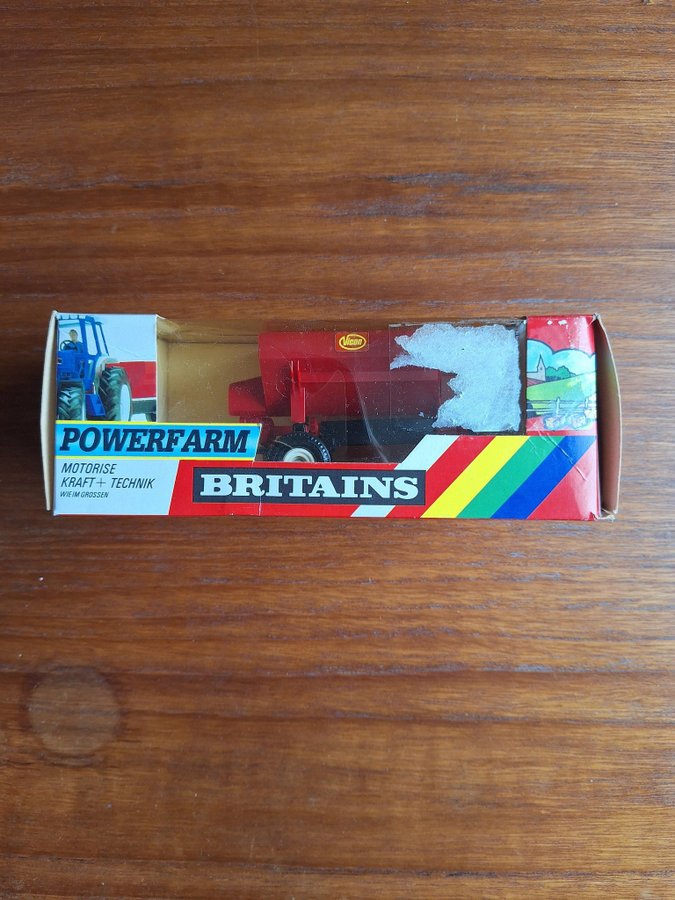 Vicon
POWERFARM
MOTORISE
KRAFT + TECHNIK
WIE IM GROSSEN
BRITAINS